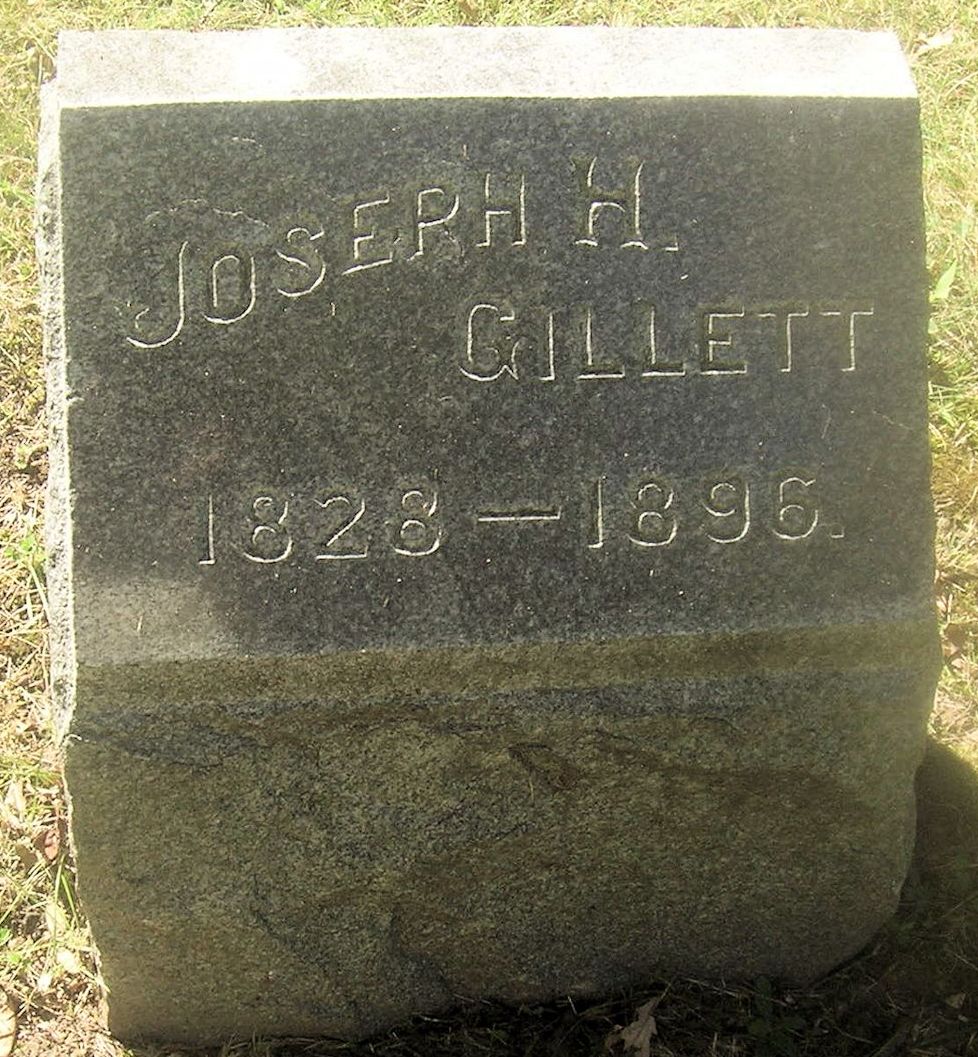 JOSEPH H.
GILLETT
1828 — 1896.